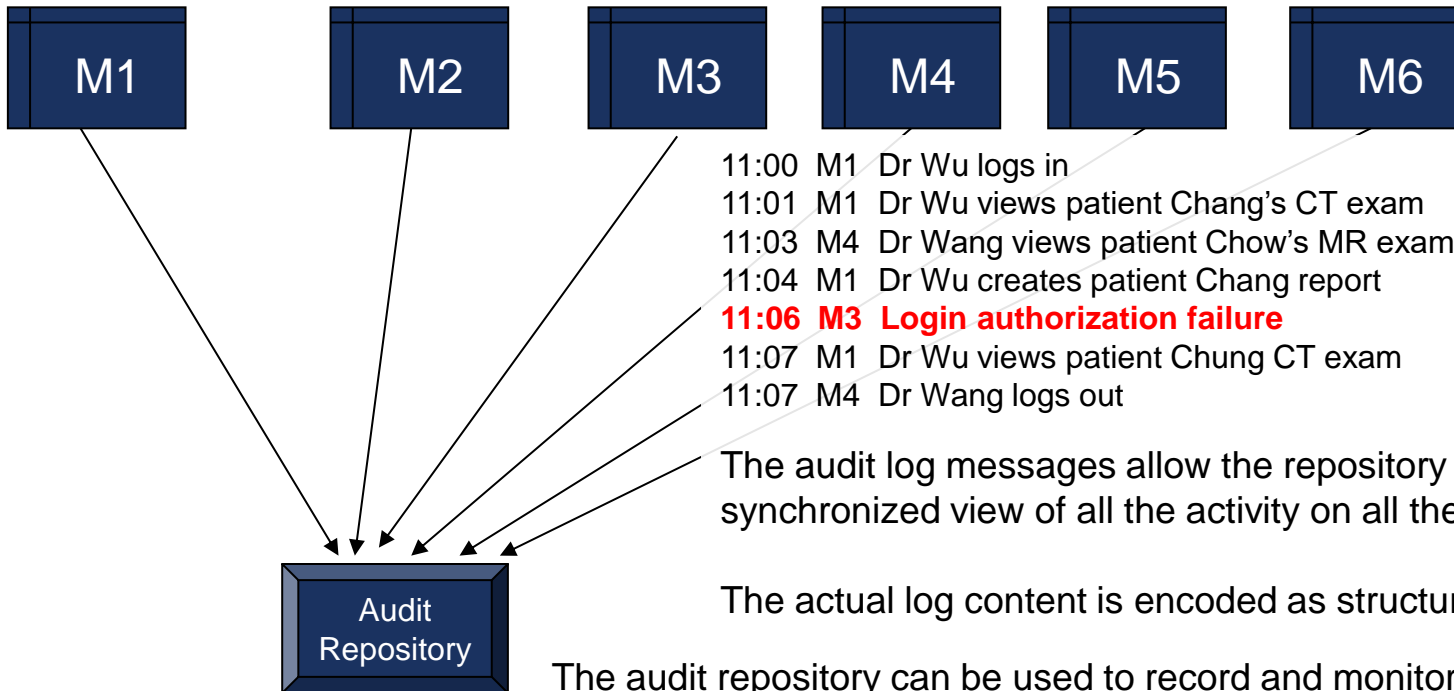 M1 M2 M3 M4 M5 M6
11:00 M1 Dr Wu logs in
11:01 M1 Dr Wu views patient Chang’s CT exam
11:03 M4 Dr Wang views patient Chow’s MR exam
11:04 M1 Dr Wu creates patient Chang report
11:06 M3 Login authorization failure
11:07 M1 Dr Wu views patient Chung CT exam
11:07 M4 Dr Wang logs out
The audit log messages allow the repository
synchronized view of all the activity on all the
The actual log content is encoded as
Audit
Repository
The audit repository can be used to record and monitor